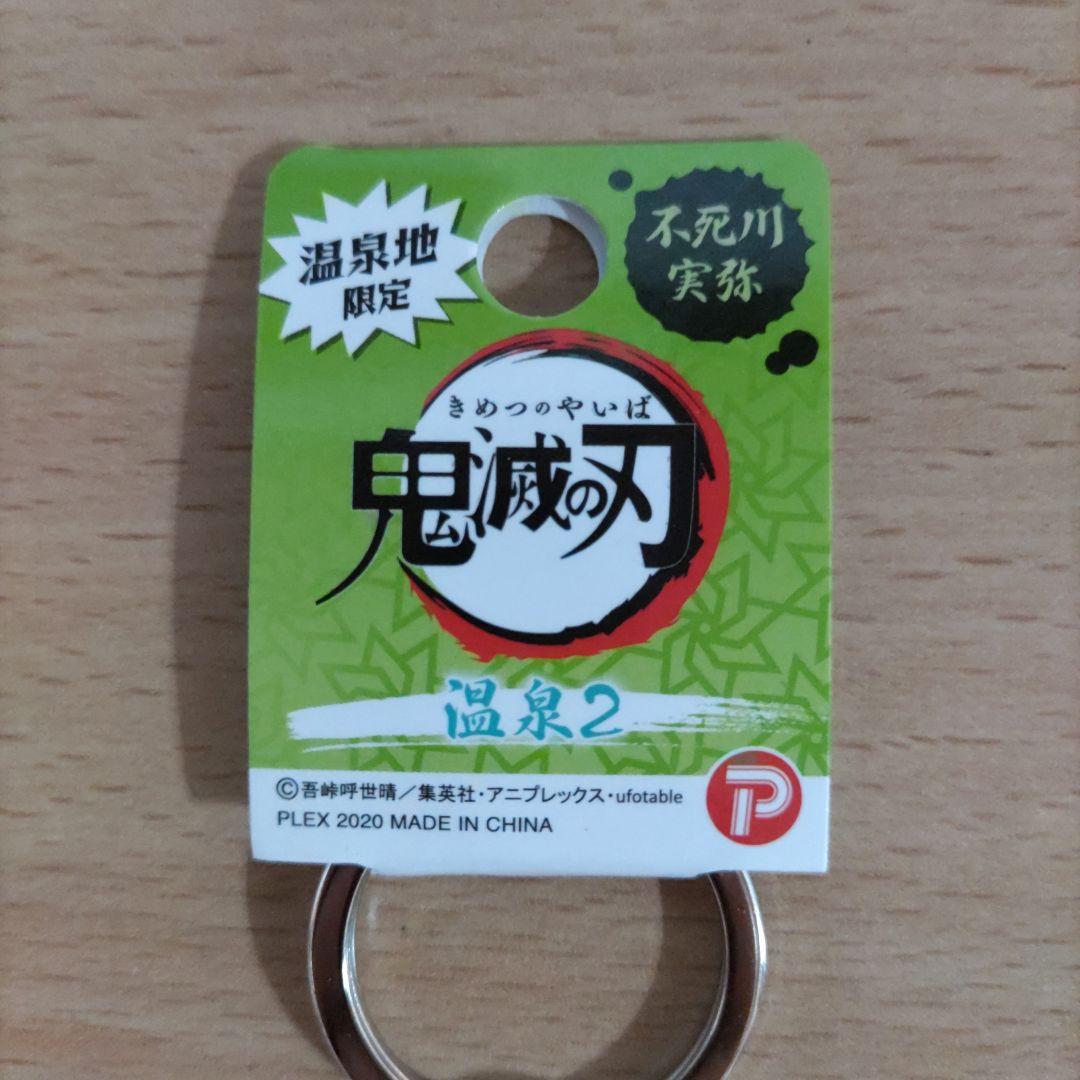 温泉地
限定
不死川
実弥
きめつのやいば
鬼滅の刃
温泉2
©吾峠呼世晴／集英社・アニプレックス・ufotable
PLEX 2020 MADE IN CHINA
P